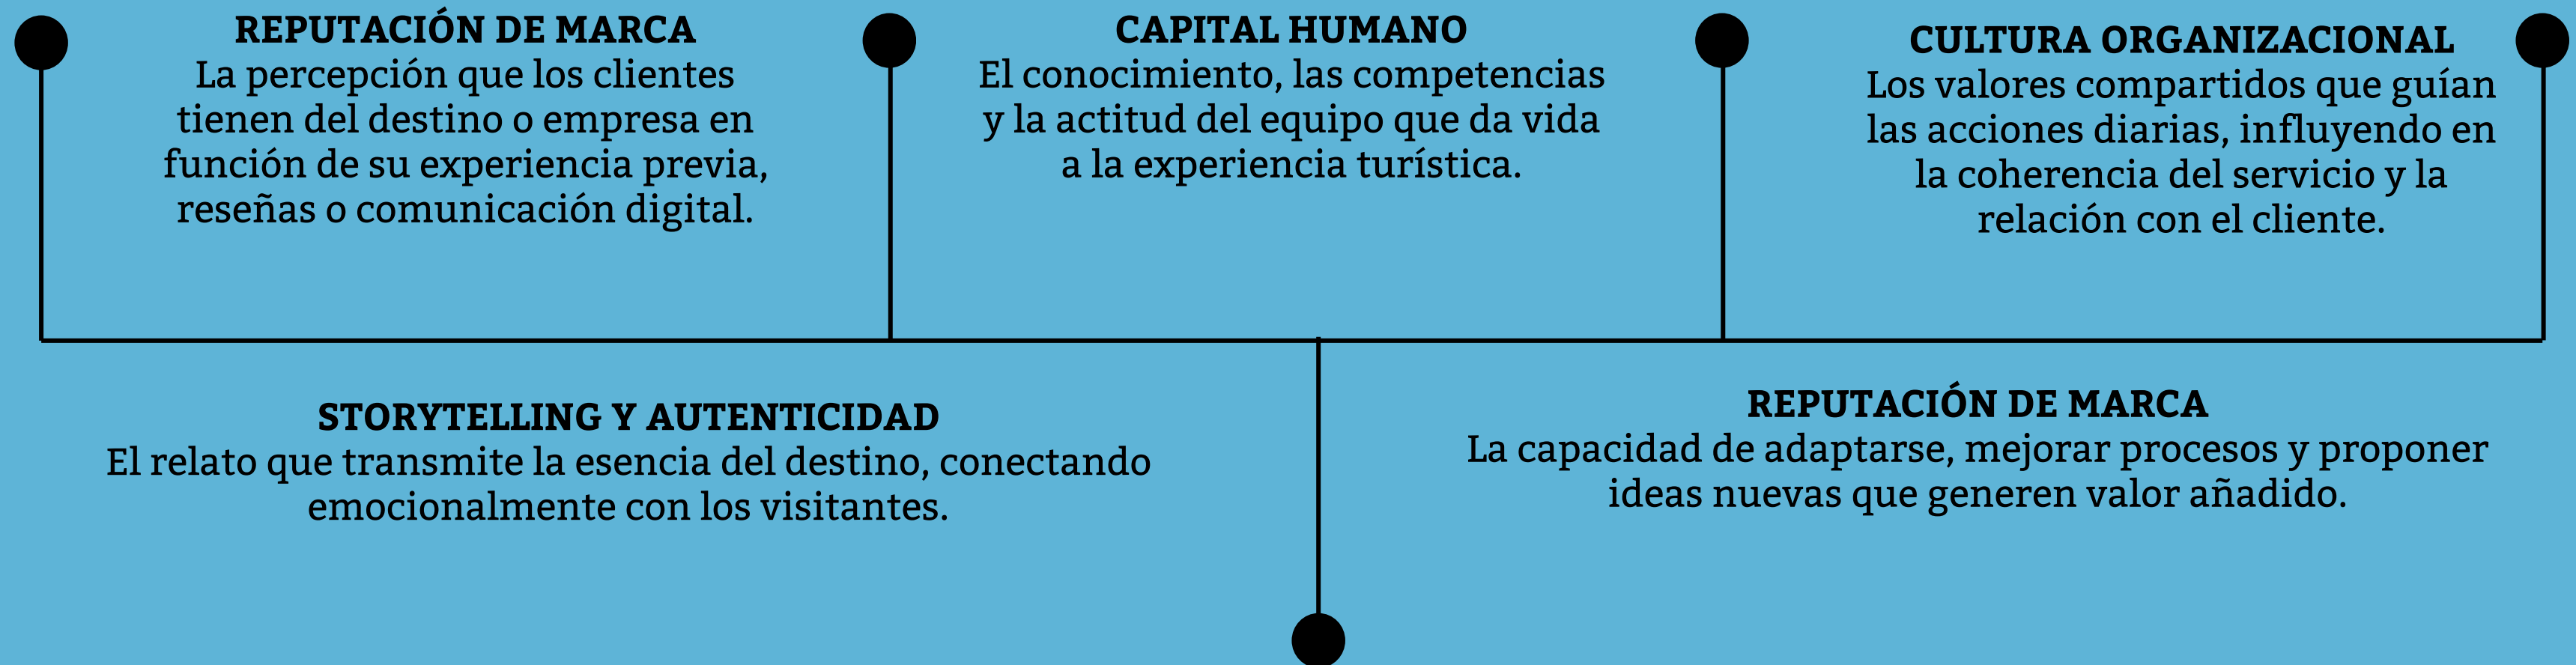 REPUTACIÓN DE MARCA
La percepción que los clientes
tienen del destino o empresa en
función de su experiencia previa,
reseñas o comunicación digital.
CAPITAL HUMANO
El conocimiento, las competencias
y la actitud del equipo que da vida
a la experiencia turística.
CULTURA ORGANIZACIONAL
Los valores compartidos que guían
las acciones diarias, influyendo en
la coherencia del servicio y la
relación con el cliente.
STORYTELLING Y AUTENTICIDAD
El relato que transmite la esencia del destino, conectando
emocionalmente con los visitantes.
REPUTACIÓN DE MARCA
La capacidad de adaptarse, mejorar procesos y proponer
ideas nuevas que generen valor añadido.